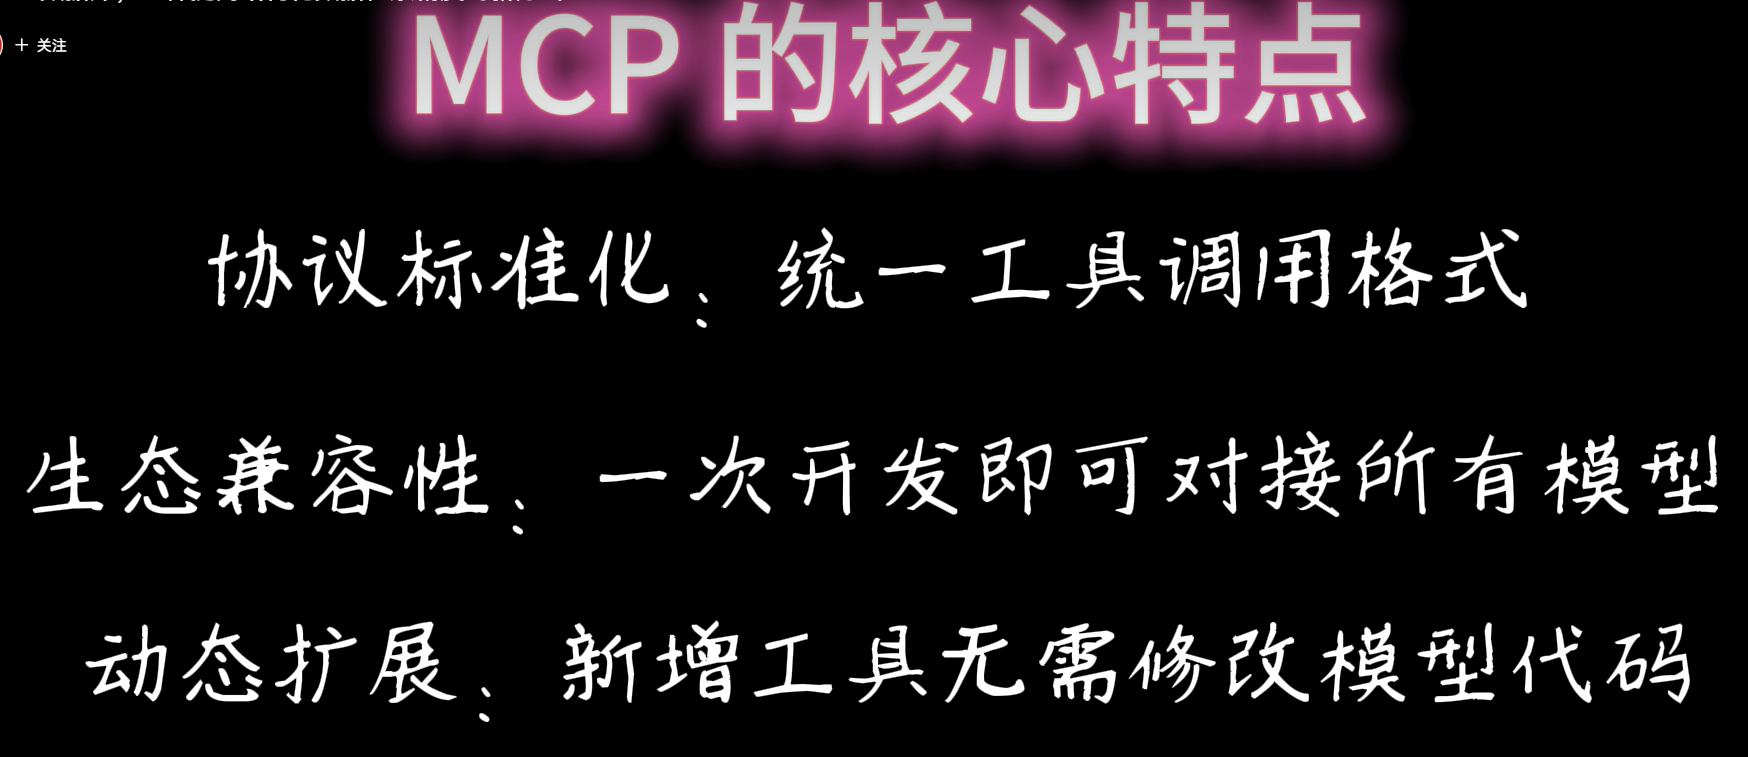 + 关注
MCP 的核心特点
协议标准化：统一工具调用格式
生态兼容性：一次开发即可对接所有模型
动态扩展：新增工具无需修改模型代码